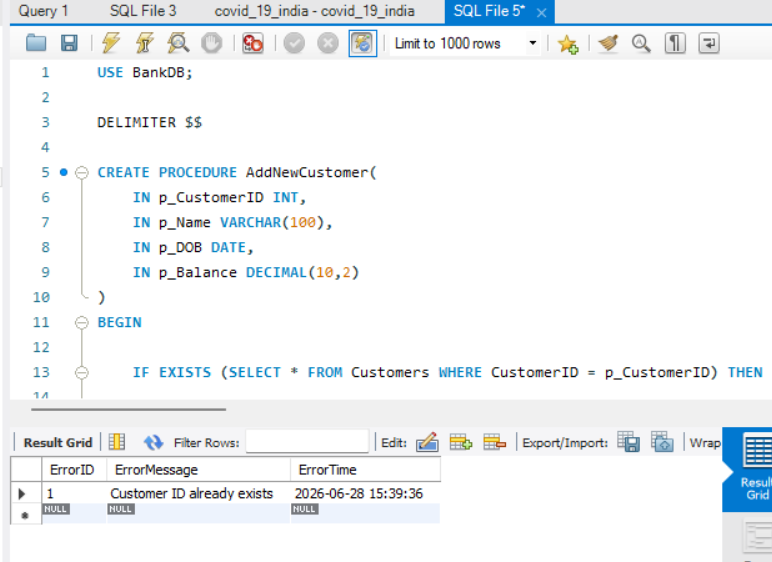 Query 1 SQL File 3 covid_19_india - covid_19_india SQL File 5* ×
Limit to 1000 rows
1 USE BankDB;
2
3 DELIMITER $$
4
5 CREATE PROCEDURE AddNewCustomer(
6 IN p_CustomerID INT,
7 IN p_Name VARCHAR(100),
8 IN p_DOB DATE,
9 IN p_Balance DECIMAL(10,2)
10 )
11 BEGIN
12
13 IF EXISTS (SELECT * FROM Customers WHERE CustomerID = p_CustomerID) THEN
14
Result Grid Filter Rows: Edit: Export/Import: Wrap
ErrorID ErrorMessage ErrorTime
1 Customer ID already exists 2026-06-28 15:39:36
NULL NULL NULL
Result
Grid